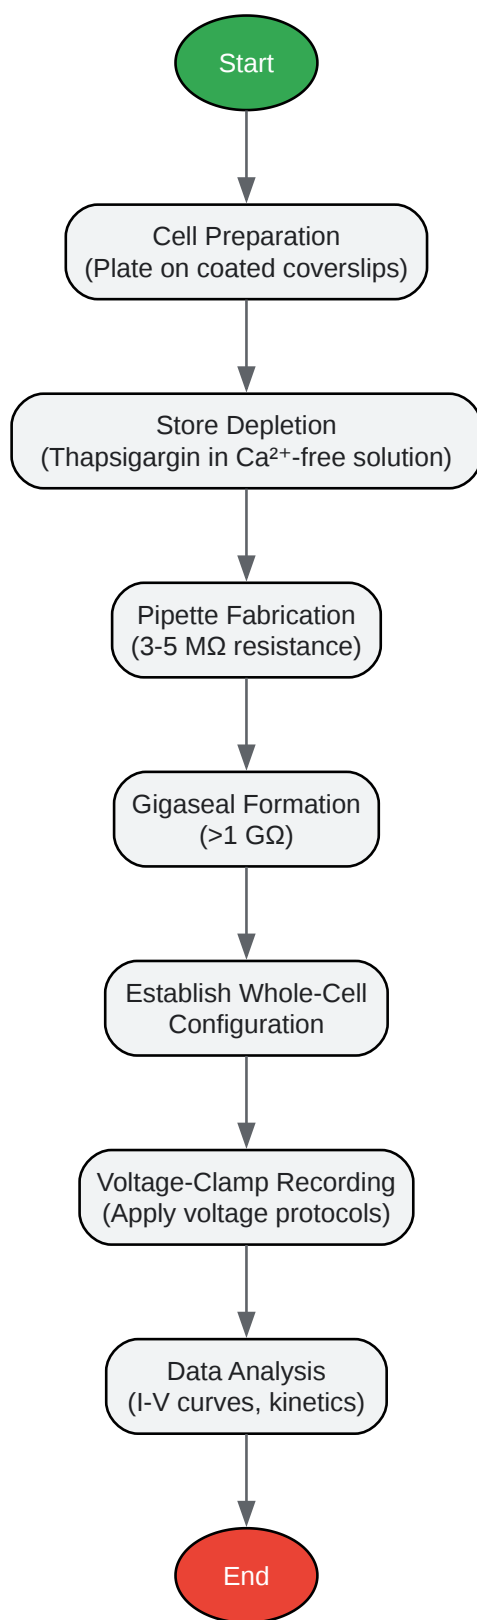 Start
Cell Preparation
(Plate on coated coverslips)
Store Depletion
(Thapsigargin in Ca²⁺-free solution)
Pipette Fabrication
(3-5 MΩ resistance)
Gigaseal Formation
(>1 GΩ)
Establish Whole-Cell
Configuration
Voltage-Clamp Recording
(Apply voltage protocols)
Data Analysis
(I-V curves, kinetics)
End